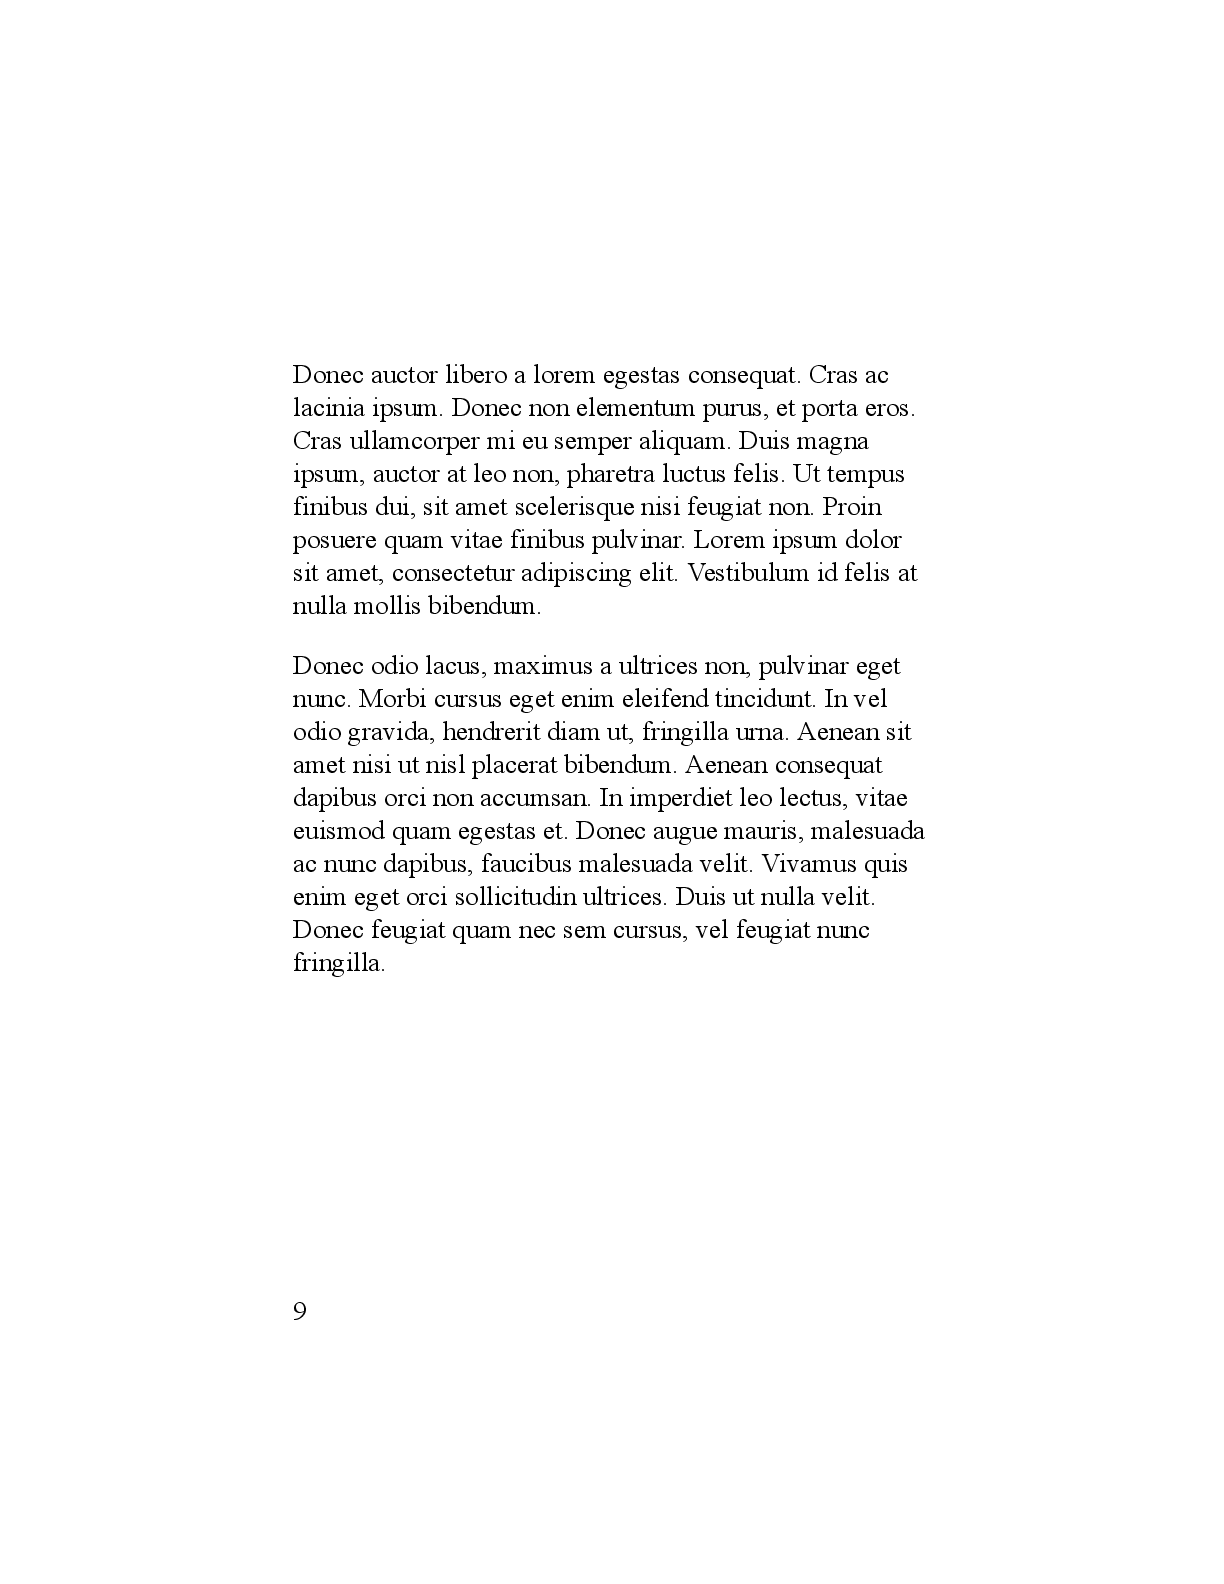 Donec auctor libero a lorem egestas consequat. Cras ac
lacinia ipsum. Donec non elementum purus, et porta eros.
Cras ullamcorper mi eu semper aliquam. Duis magna
ipsum, auctor at leo non, pharetra luctus felis. Ut tempus
finibus dui, sit amet scelerisque nisi feugiat non. Proin
posuere quam vitae finibus pulvinar. Lorem ipsum dolor
sit amet, consectetur adipiscing elit. Vestibulum id felis at
nulla mollis bibendum.
Donec odio lacus, maximus a ultrices non, pulvinar eget
nunc. Morbi cursus eget enim eleifend tincidunt. In vel
odio gravida, hendrerit diam ut, fringilla urna. Aenean sit
amet nisi ut nisl placerat bibendum. Aenean consequat
dapibus orci non accumsan. In imperdiet leo lectus, vitae
euismod quam egestas et. Donec augue mauris, malesuada
ac nunc dapibus, faucibus malesuada velit. Vivamus quis
enim eget orci sollicitudin ultrices. Duis ut nulla velit.
Donec feugiat quam nec sem cursus, vel feugiat nunc
fringilla.
9